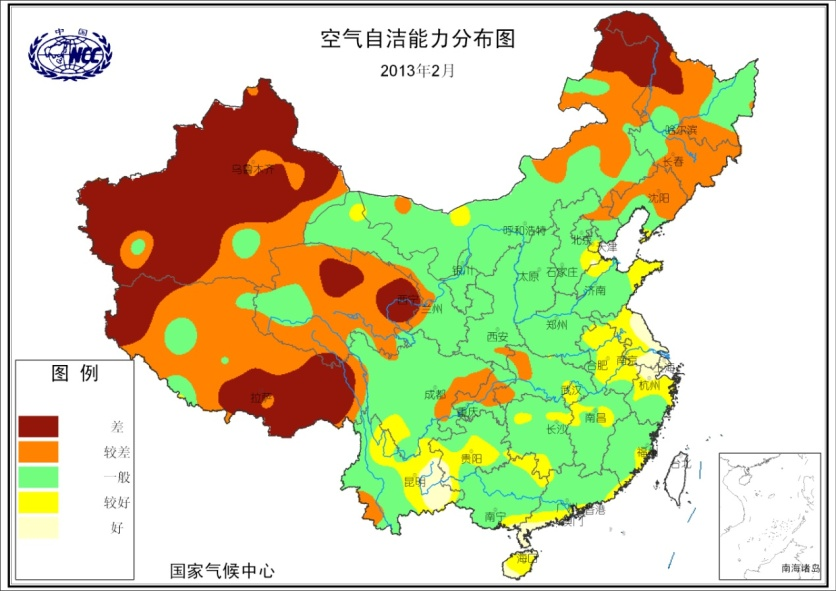 中国
NCC
空气自洁能力分布图
2013年2月
哈尔滨
长春
沈阳
乌鲁木齐
呼和浩特
北京
天津
银川
太原
石家庄
济南
西宁
兰州
郑州
西安
合肥
南京
上海
杭州
成都
武汉
重庆
拉萨
长沙
南昌
贵阳
福
昆明
台北
广州
香港
澳门
南宁
海口
图 例
差
较差
一般
较好
好
南海诸岛
国家气候中心